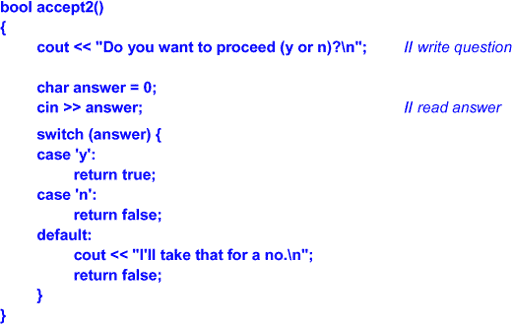 bool accept2()
{
cout << "Do you want to proceed (y or n)?\n"; // write question
char answer = 0;
cin >> answer; // read answer
switch (answer) {
case 'y':
return true;
case 'n':
return false;
default:
cout << "I'll take that for a no.\n";
return false;
}
}